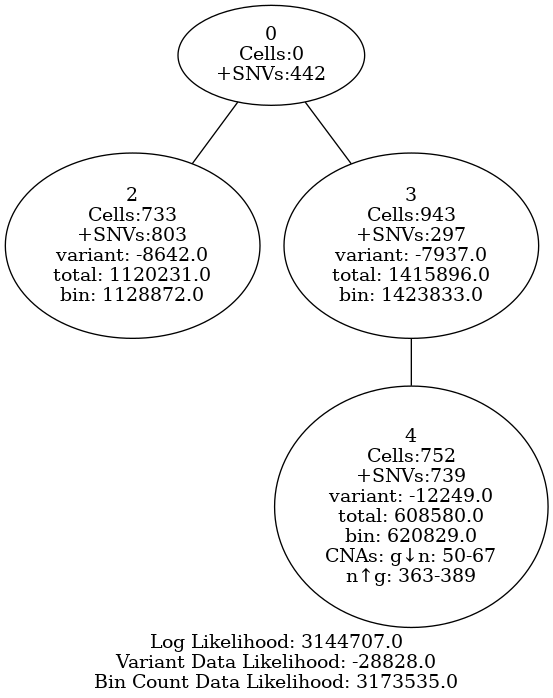 0
Cells:0
+SNVs:442
2
Cells:733
+SNVs:803
variant: -8642.0
total: 1120231.0
bin: 1128872.0
3
Cells:943
+SNVs:297
variant: -7937.0
total: 1415896.0
bin: 1423833.0
4
Cells:752
+SNVs:739
variant: -12249.0
total: 608580.0
bin: 620829.0
CNAs: g↓n: 50-67
n↑g: 363-389
Log Likelihood: 3144707.0
Variant Data Likelihood: -28828.0
Bin Count Data Likelihood: 3173535.0